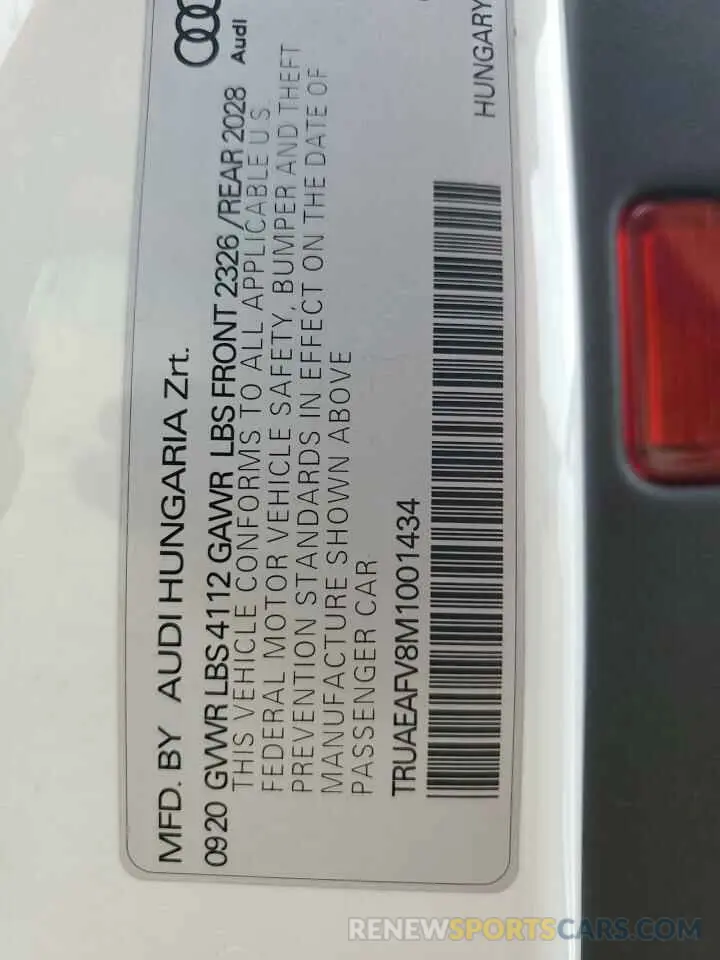 Audi
MFD. BY AUDI HUNGARIA Zrt.
09 20 GVWR LBS 4112 GAWR LBS FRONT 2326 /REAR 2028
THIS VEHICLE CONFORMS TO ALL APPLICABLE U S
FEDERAL MOTOR VEHICLE SAFETY, BUMPER AND THEFT
PREVENTION STANDARDS IN EFFECT ON THE DATE OF
MANUFACTURE SHOWN ABOVE
PASSENGER CAR
TRUAEAFV8M1001434
HUNGARY
RENEWSPORTSCARS.COM